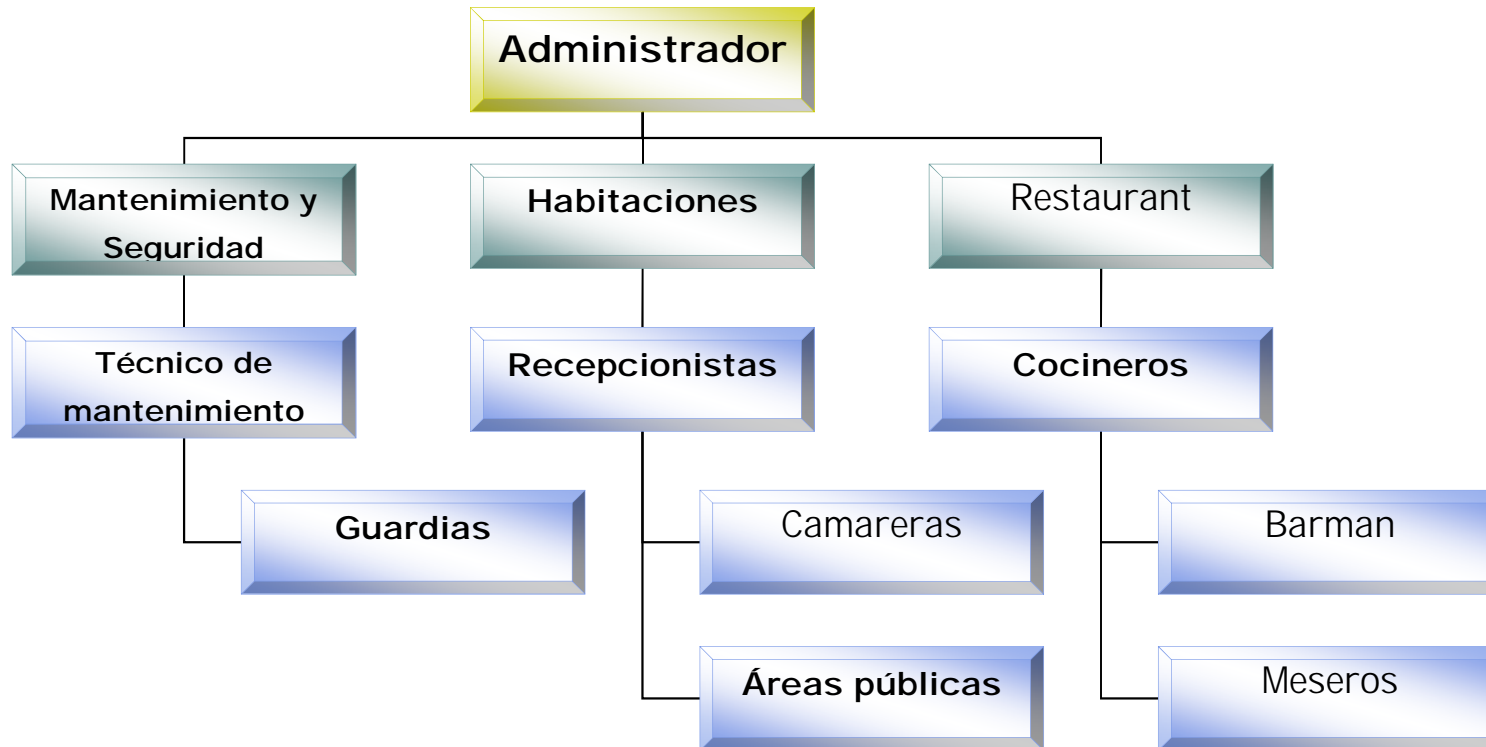 Administrador
Mantenimiento y
Seguridad
Habitaciones
Restaurant
Técnico de
mantenimiento
Recepcionistas
Cocineros
Guardias
Camareras
Barman
Áreas públicas
Meseros